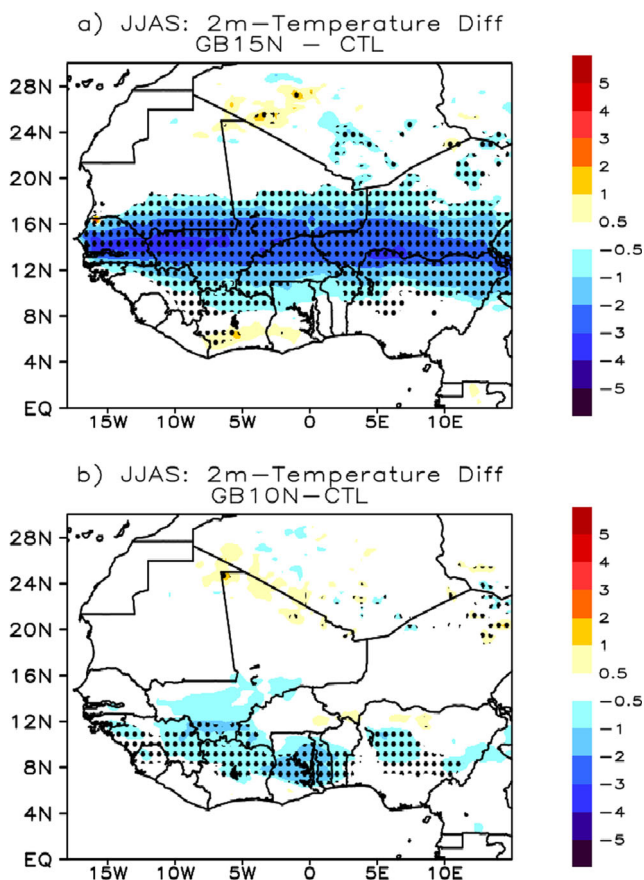 a) JJAS: 2m-Temperature Diff
GB15N - CTL
28N
24N
20N
16N
12N
8N
4N
EQ
15W 10W 5W 0 5E 10E
5
4
3
2
1
0.5
-0.5
-1
-2
-3
-4
-5
b) JJAS: 2m-Temperature Diff
GB10N-CTL
28N
24N
20N
16N
12N
8N
4N
EQ
15W 10W 5W 0 5E 10E
5
4
3
2
1
0.5
-0.5
-1
-2
-3
-4
-5